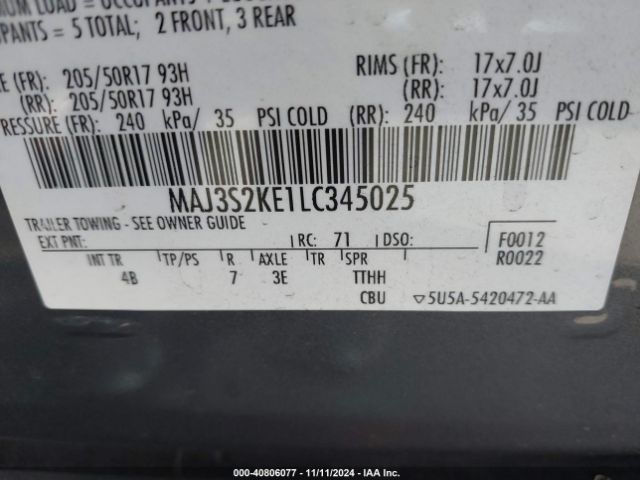 = 5 TOTAL; 2 FRONT, 3 REAR
(FR): 205/50R17 93H RIMS (FR): 17x7.0J
(RR): 205/50R17 93H (RR): 17x7.0J
PRESSURE (FR): 240 kPa/ 35 PSI COLD (RR): 240 kPa/ 35 PSI COLD
MAJ3S2KE1LC345025
TRAILER TOWING - SEE OWNER GUIDE
EXT PNT: RC: 71 DSO: F0012
R0022
INT TR TP/PS R AXLE TR SPR
4B 7 3E TTHH
CBU ▽5U5A-5420472-AA
000-40806077 - 11/11/2024 - IAA Inc.